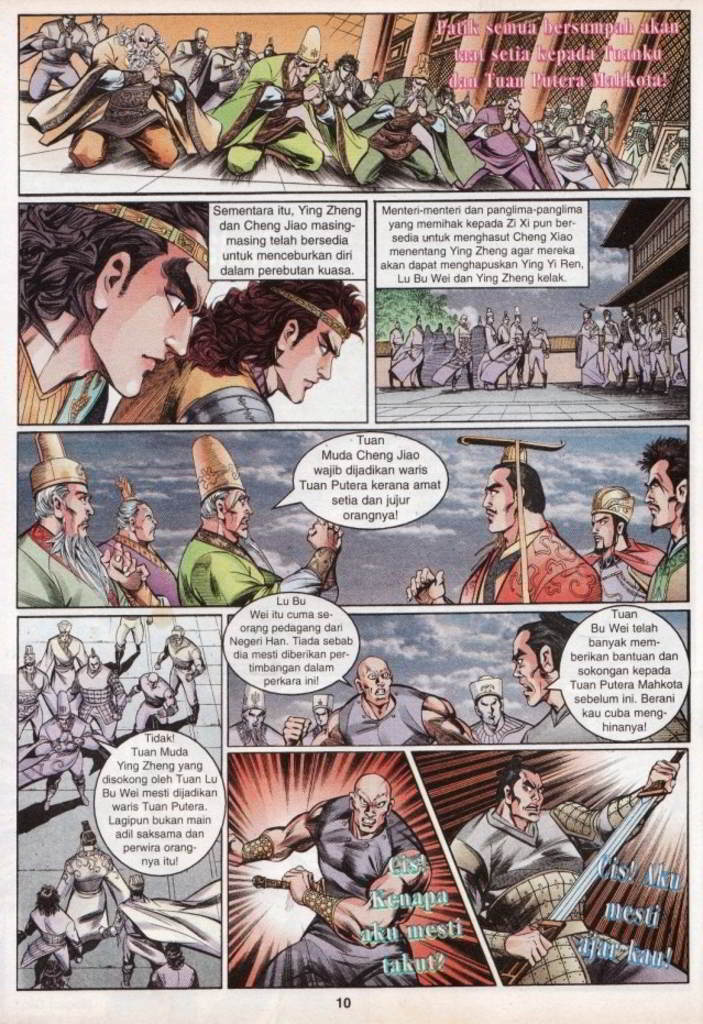 Patik semua bersumpah akan
taat setia kepada Tuanku
dan Tuan Putera Mahkota!
Sementara itu, Ying Zheng
dan Cheng Jiao masing-
masing telah bersedia
untuk menceburkan diri
dalam perebutan kuasa.
Menteri-menteri dan panglima-panglima
yang memihak kepada Zi Xi pun ber-
sedia untuk menghasut Cheng Xiao
menentang Ying Zheng agar mereka
akan dapat menghapuskan Ying Yi Ren,
Lu Bu Wei dan Ying Zheng kelak.
Tuan
Muda Cheng Jiao
wajib dijadikan waris
Tuan Putera kerana amat
setia dan jujur
orangnya!
Lu Bu
Wei itu cuma se-
orang pedagang dari
Negeri Han. Tiada sebab
dia mesti diberikan per-
timbangan dalam
perkara ini!
Tuan
Bu Wei telah
banyak mem-
berikan bantuan dan
sokongan kepada
Tuan Putera Mahkota
sebelum ini. Berani
kau cuba meng-
hinanya!
Tidak!
Tuan Muda
Ying Zheng yang
disokong oleh Tuan Lu
Bu Wei mesti dijadikan
waris Tuan Putera.
Lagipun bukan main
adil saksama dan
perwira orang-
nya itu!
Cis!
Kenapa
aku mesti
takut?
Cis! Aku
mesti
ajar kau!
10